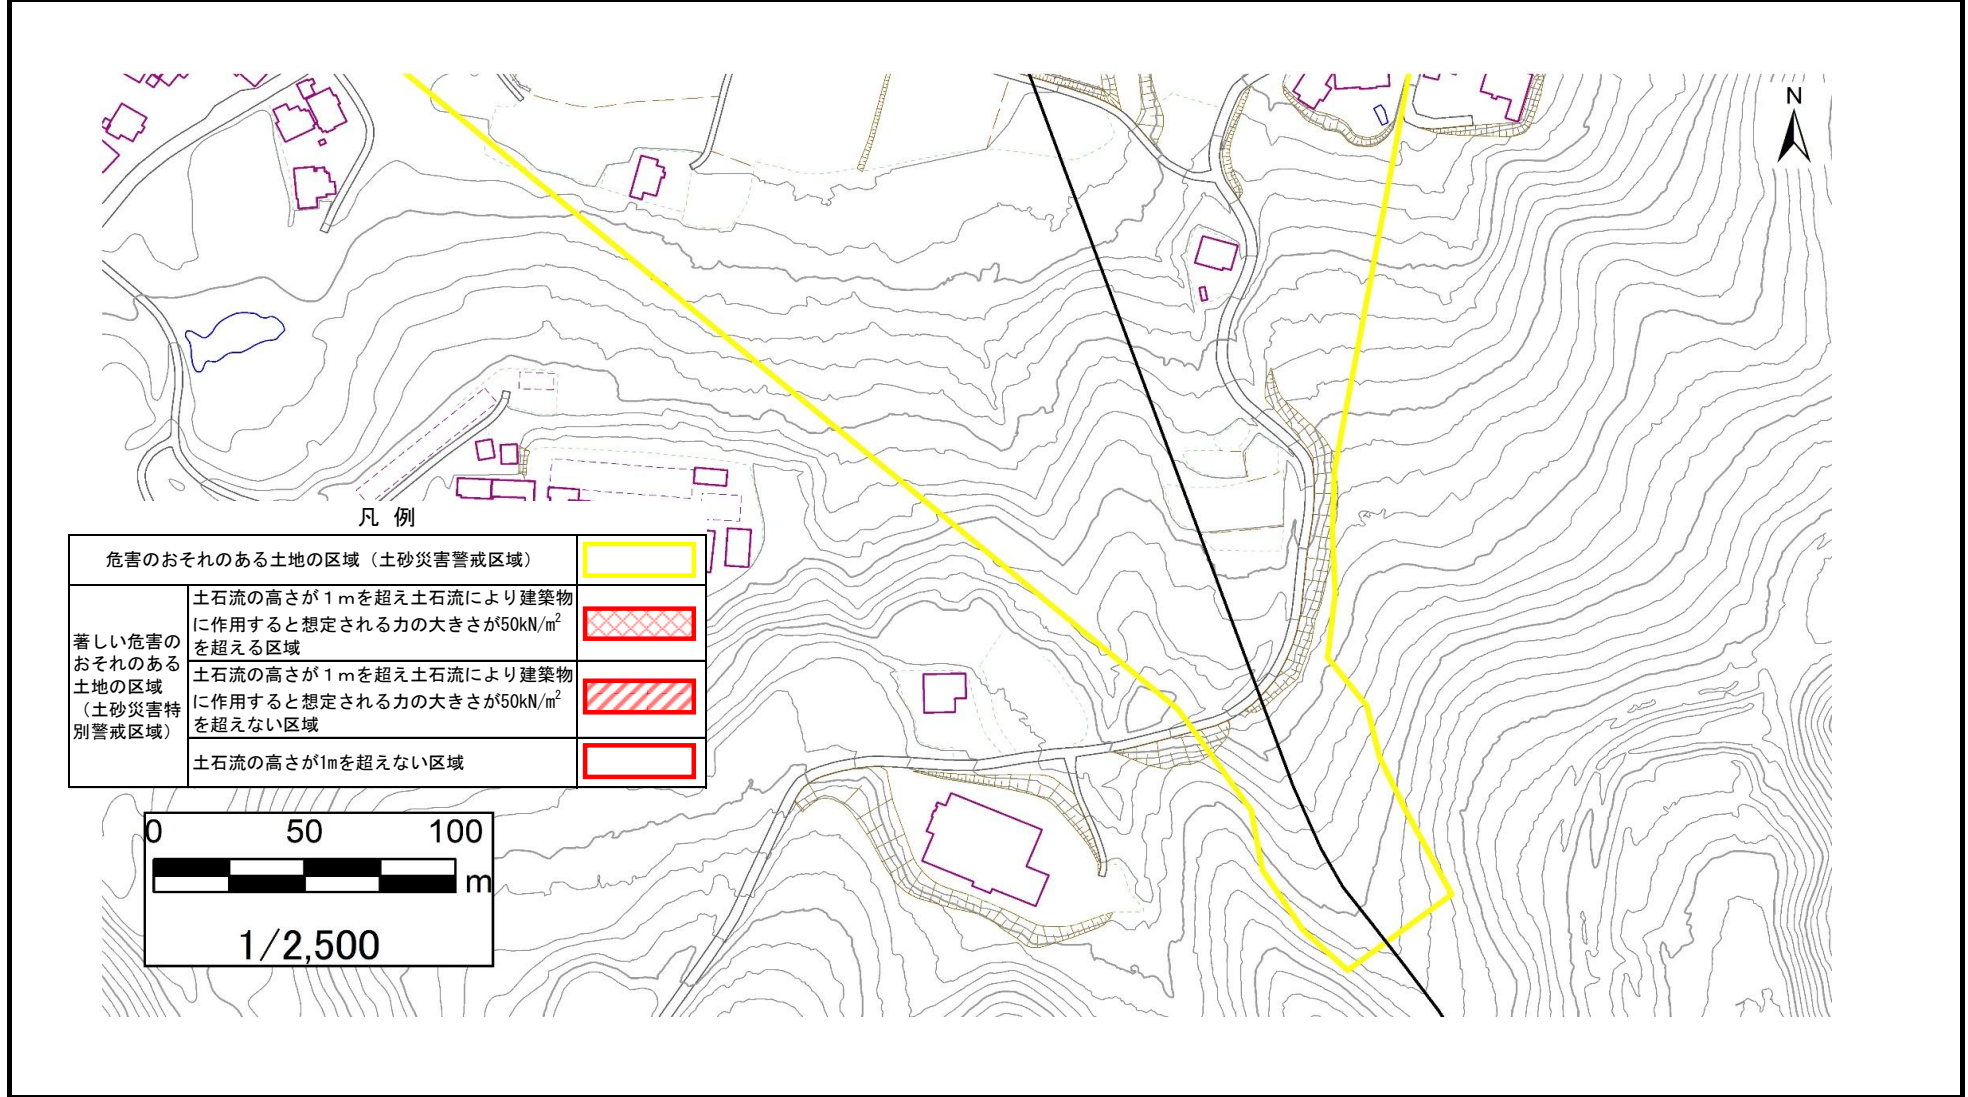 N
凡 例
危害のおそれのある土地の区域（土砂災害警戒区域）
著しい危害の
おそれのある
土地の区域
（土砂災害特
別警戒区域）
土石流の高さが１ｍを超え土石流により建築物
に作用すると想定される力の大きさが50kN/㎡
を超える区域
土石流の高さが１ｍを超え土石流により建築物
に作用すると想定される力の大きさが50kN/㎡
を超えない区域
土石流の高さが1mを超えない区域
0 50 100
m
1/2,500